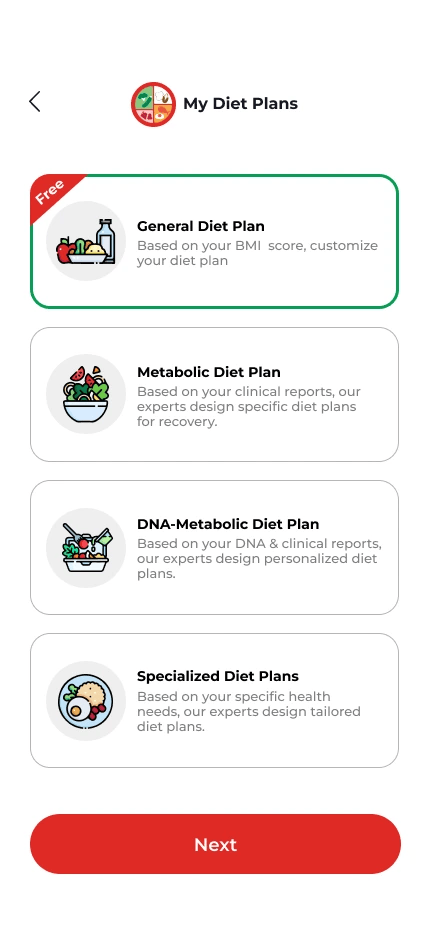 My Diet Plans
Free
General Diet Plan
Based on your BMI  score, customize
your diet plan
Metabolic Diet Plan
Based on your clinical reports, our
experts design specific diet plans
for recovery.
DNA-Metabolic Diet Plan
Based on your DNA & clinical reports,
our experts design personalized diet
plans.
Specialized Diet Plans
Based on your specific health
needs, our experts design tailored
diet plans.
Next